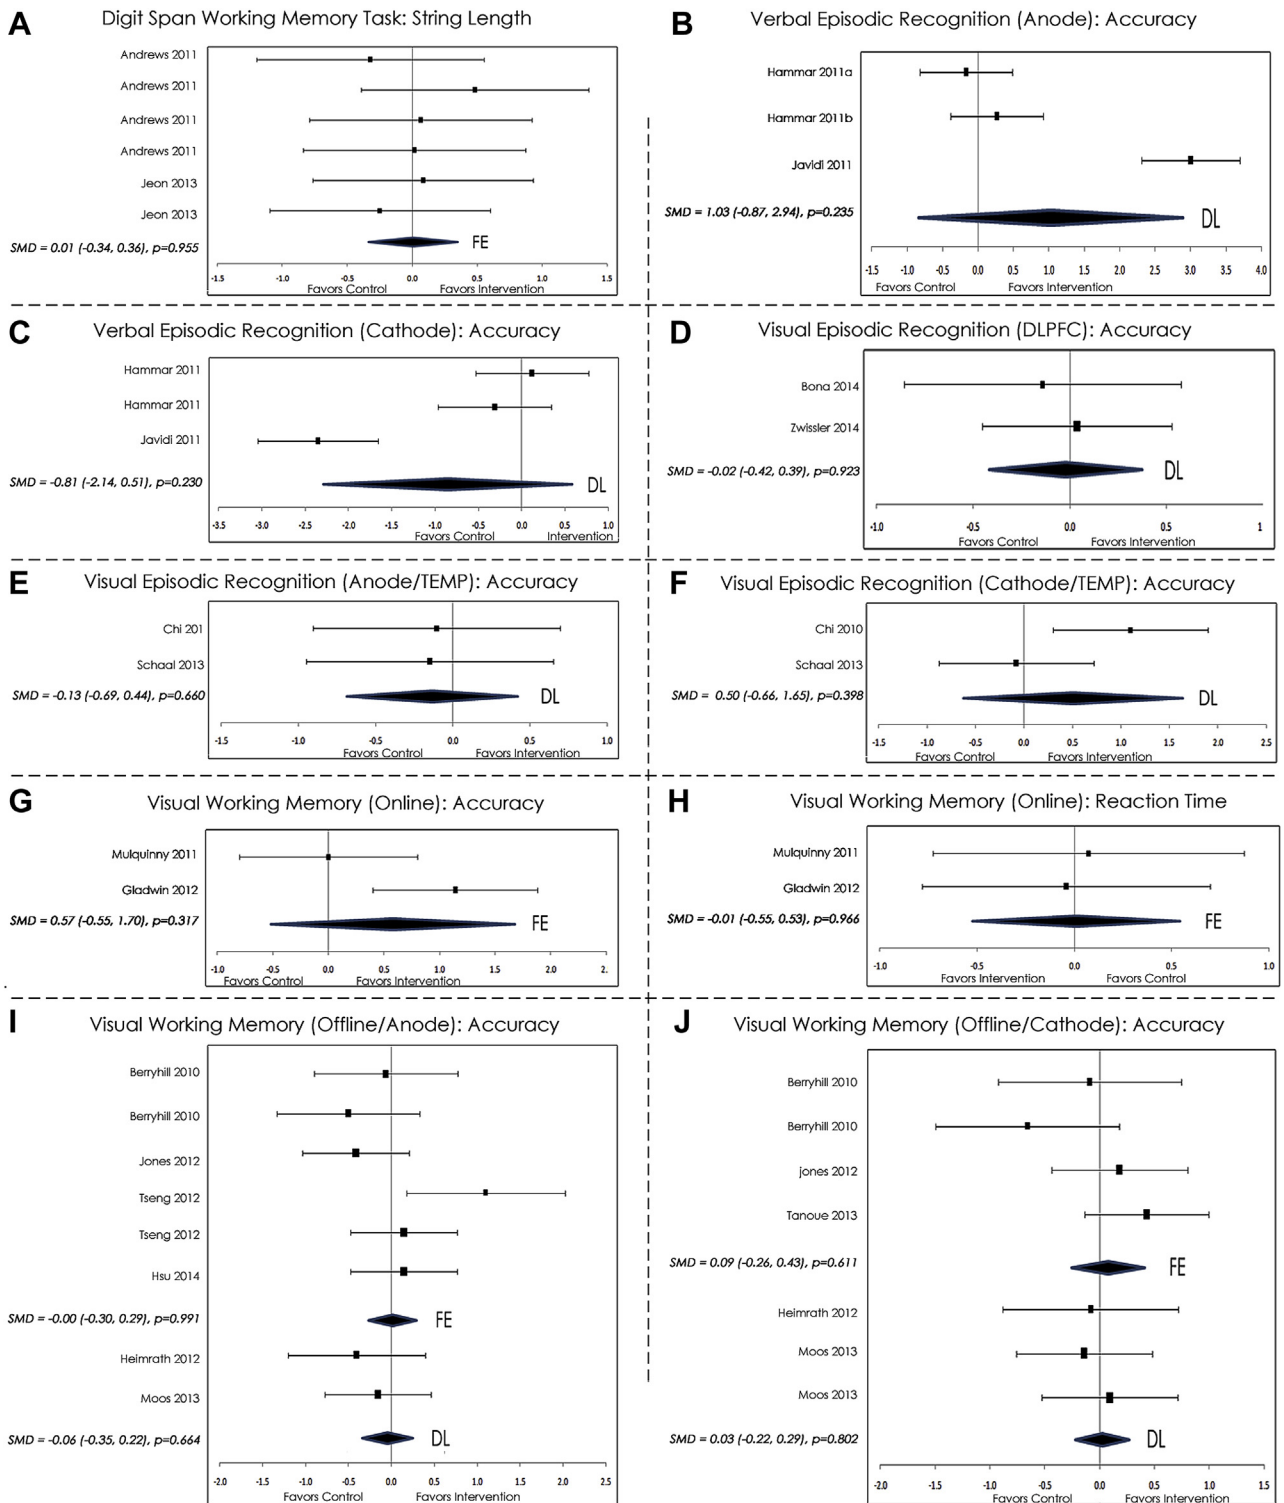 A
Digit Span Working Memory Task: String Length
Andrews 2011
Andrews 2011
Andrews 2011
Andrews 2011
Jeon 2013
Jeon 2013
SMD = 0.01 (-0.34, 0.36), p=0.955
FE
-1.5 -1.0 -0.5 0.0 0.5 1.0 1.5
Favors Control Favors Intervention
B
Verbal Episodic Recognition (Anode): Accuracy
Hammar 2011a
Hammar 2011b
Javidi 2011
SMD = 1.03 (-0.87, 2.94), p=0.235
DL
-1.5 -1.0 -0.5 0.0 0.5 1.0 1.5 2.0 2.5 3.0 3.5 4.0
Favors Control Favors Intervention
C
Verbal Episodic Recognition (Cathode): Accuracy
Hammar 2011
Hammar 2011
Javidi 2011
SMD = -0.81 (-2.14, 0.51), p=0.230
DL
-3.5 -3.0 -2.5 -2.0 -1.5 -1.0 -0.5 0.0 0.5 1.0
Favors Control Intervention
D
Visual Episodic Recognition (DLPFC): Accuracy
Bona 2014
Zwissler 2014
SMD = -0.02 (-0.42, 0.39), p=0.923
DL
-1.0 -0.5 0.0 0.5 1
Favors Control Favors Intervention
E
Visual Episodic Recognition (Anode/TEMP): Accuracy
Chi 201
Schaal 2013
SMD = -0.13 (-0.69, 0.44), p=0.660
DL
-1.5 -1.0 -0.5 0.0 0.5 1.0
Favors Control Favors Intervention
F
Visual Episodic Recognition (Cathode/TEMP): Accuracy
Chi 2010
Schaal 2013
SMD = 0.50 (-0.66, 1.65), p=0.398
DL
-1.5 -1.0 -0.5 0.0 0.5 1.0 1.5 2.0 2.5
Favors Control Favors Intervention
G
Visual Working Memory (Online): Accuracy
Mulquinny 2011
Gladwin 2012
SMD = 0.57 (-0.55, 1.70), p=0.317
FE
-1.0 -0.5 0.0 0.5 1.0 1.5 2.0 2.
Favors Control Favors Intervention
H
Visual Working Memory (Online): Reaction Time
Mulquinny 2011
Gladwin 2012
SMD = -0.01 (-0.55, 0.53), p=0.966
FE
-1.0 -0.5 0.0 0.5 1.0
Favors Intervention Favors Control
I
Visual Working Memory (Offline/Anode): Accuracy
Berryhill 2010
Berryhill 2010
Jones 2012
Tseng 2012
Tseng 2012
Hsu 2014
SMD = -0.00 (-0.30, 0.29), p=0.991
FE
Heimrath 2012
Moos 2013
SMD = -0.06 (-0.35, 0.22), p=0.664
DL
-2.0 -1.5 -1.0 -0.5 0.0 0.5 1.0 1.5 2.0 2.5
Favors Control Favors Intervention
J
Visual Working Memory (Offline/Cathode): Accuracy
Berryhill 2010
Berryhill 2010
jones 2012
Tanoue 2013
SMD = 0.09 (-0.26, 0.43), p=0.611
FE
Heimrath 2012
Moos 2013
Moos 2013
SMD = 0.03 (-0.22, 0.29), p=0.802
DL
-2.0 -1.5 -1.0 -0.5 0.0 0.5 1.0 1.5
Favors Control Favors Intervention